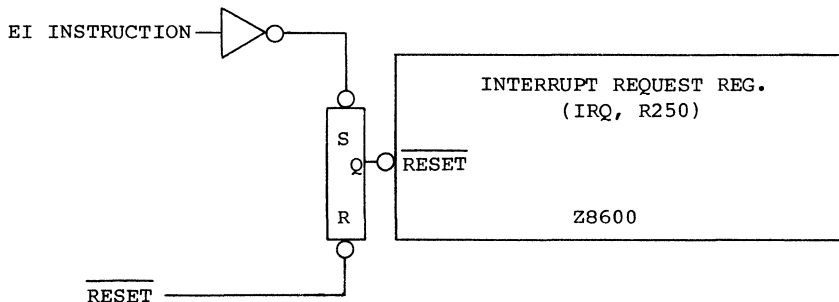 EI INSTRUCTION
INTERRUPT REQUEST REG.
(IRQ, R250)
S
Q
RESET
R
Z8600
RESET